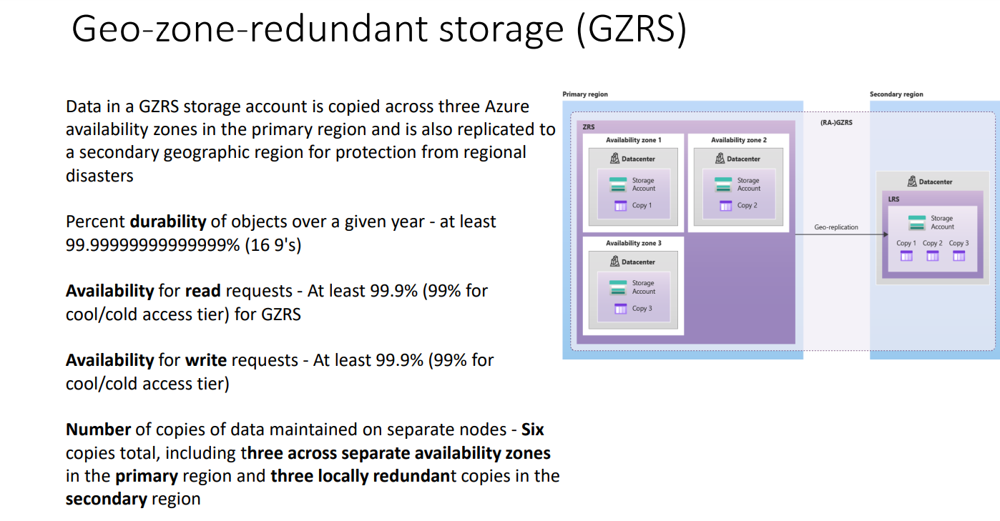 Geo-zone-redundant storage (GZRS)
Data in a GZRS storage account is copied across three Azure
availability zones in the primary region and is also replicated to
a secondary geographic region for protection from regional
disasters
Percent durability of objects over a given year - at least
99.99999999999999% (16 9's)
Availability for read requests - At least 99.9% (99% for
cool/cold access tier) for GZRS
Availability for write requests - At least 99.9% (99% for
cool/cold access tier)
Number of copies of data maintained on separate nodes - Six
copies total, including three across separate availability zones
in the primary region and three locally redundant copies in the
secondary region
Primary region
ZRS
Availability zone 1
Datacenter
Storage
Account
Copy 1
Availability zone 2
Datacenter
Storage
Account
Copy 2
Availability zone 3
Datacenter
Storage
Account
Copy 3
(RA-)GZRS
Geo-replication
Secondary region
Datacenter
LRS
Storage
Account
Copy 1 Copy 2 Copy 3